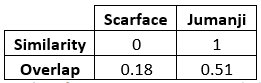 Scarface Jumanji
Similarity 0 1
Overlap 0.18 0.51